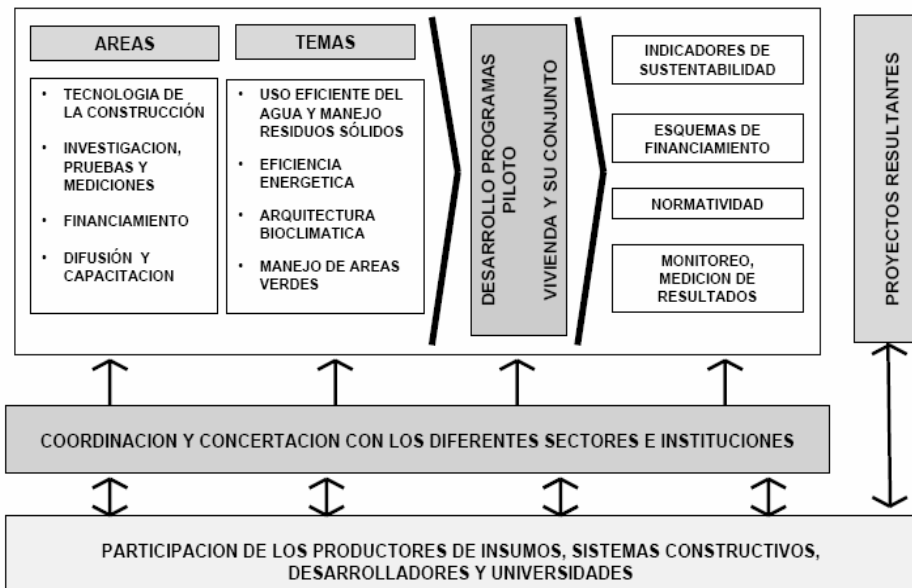 AREAS
• TECNOLOGIA DE
LA CONSTRUCCIÓN
• INVESTIGACION,
PRUEBAS Y
MEDICIONES
• FINANCIAMIENTO
• DIFUSIÓN Y
CAPACITACION
TEMAS
• USO EFICIENTE DEL
AGUA Y MANEJO
RESIDUOS SÓLIDOS
• EFICIENCIA
ENERGETICA
• ARQUITECTURA
BIOCLIMATICA
• MANEJO DE AREAS
VERDES
DESARROLLO PROGRAMAS
PILOTO
VIVIENDA Y SU CONJUNTO
INDICADORES DE
SUSTENTABILIDAD
ESQUEMAS DE
FINANCIAMIENTO
NORMATIVIDAD
MONITOREO,
MEDICION DE
RESULTADOS
PROYECTOS RESULTANTES
COORDINACION Y CONCERTACION CON LOS DIFERENTES SECTORES E INSTITUCIONES
PARTICIPACION DE LOS PRODUCTORES DE INSUMOS, SISTEMAS CONSTRUCTIVOS,
DESARROLLADORES Y UNIVERSIDADES